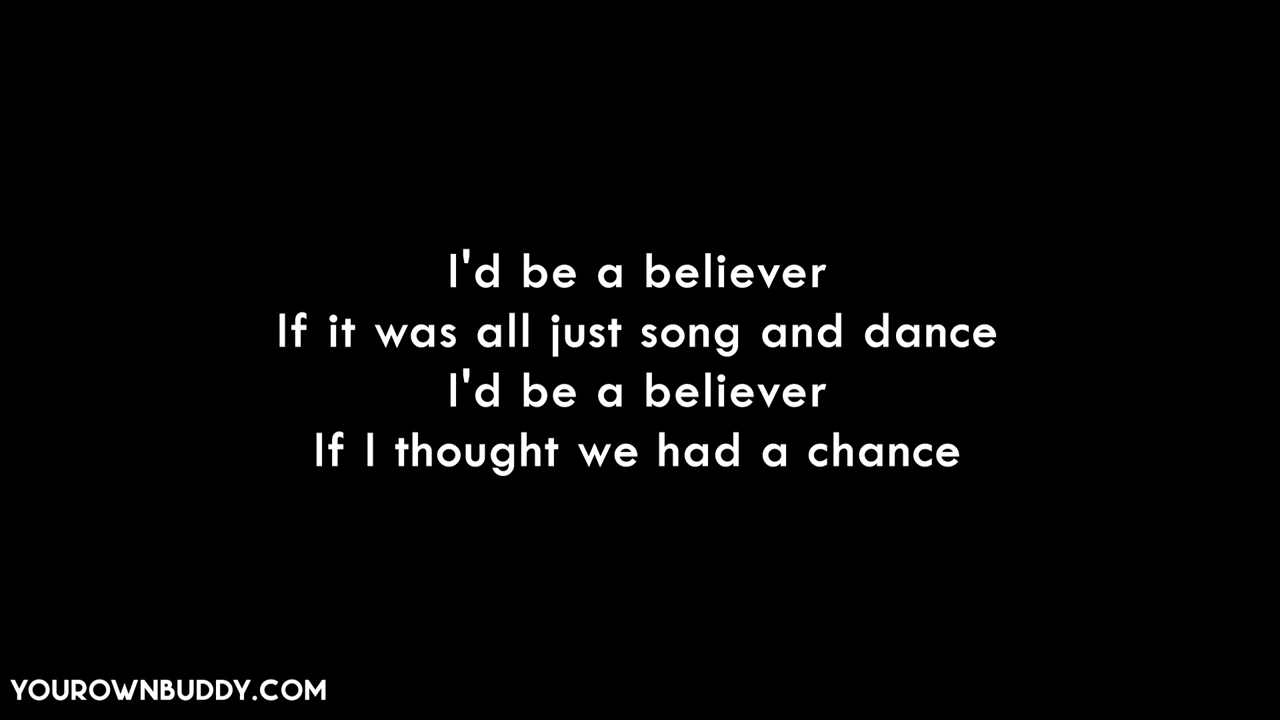 I'd be a believer
If it was all just song and dance
I'd be a believer
If I thought we had a chance
YOUROWNBUDDY.COM